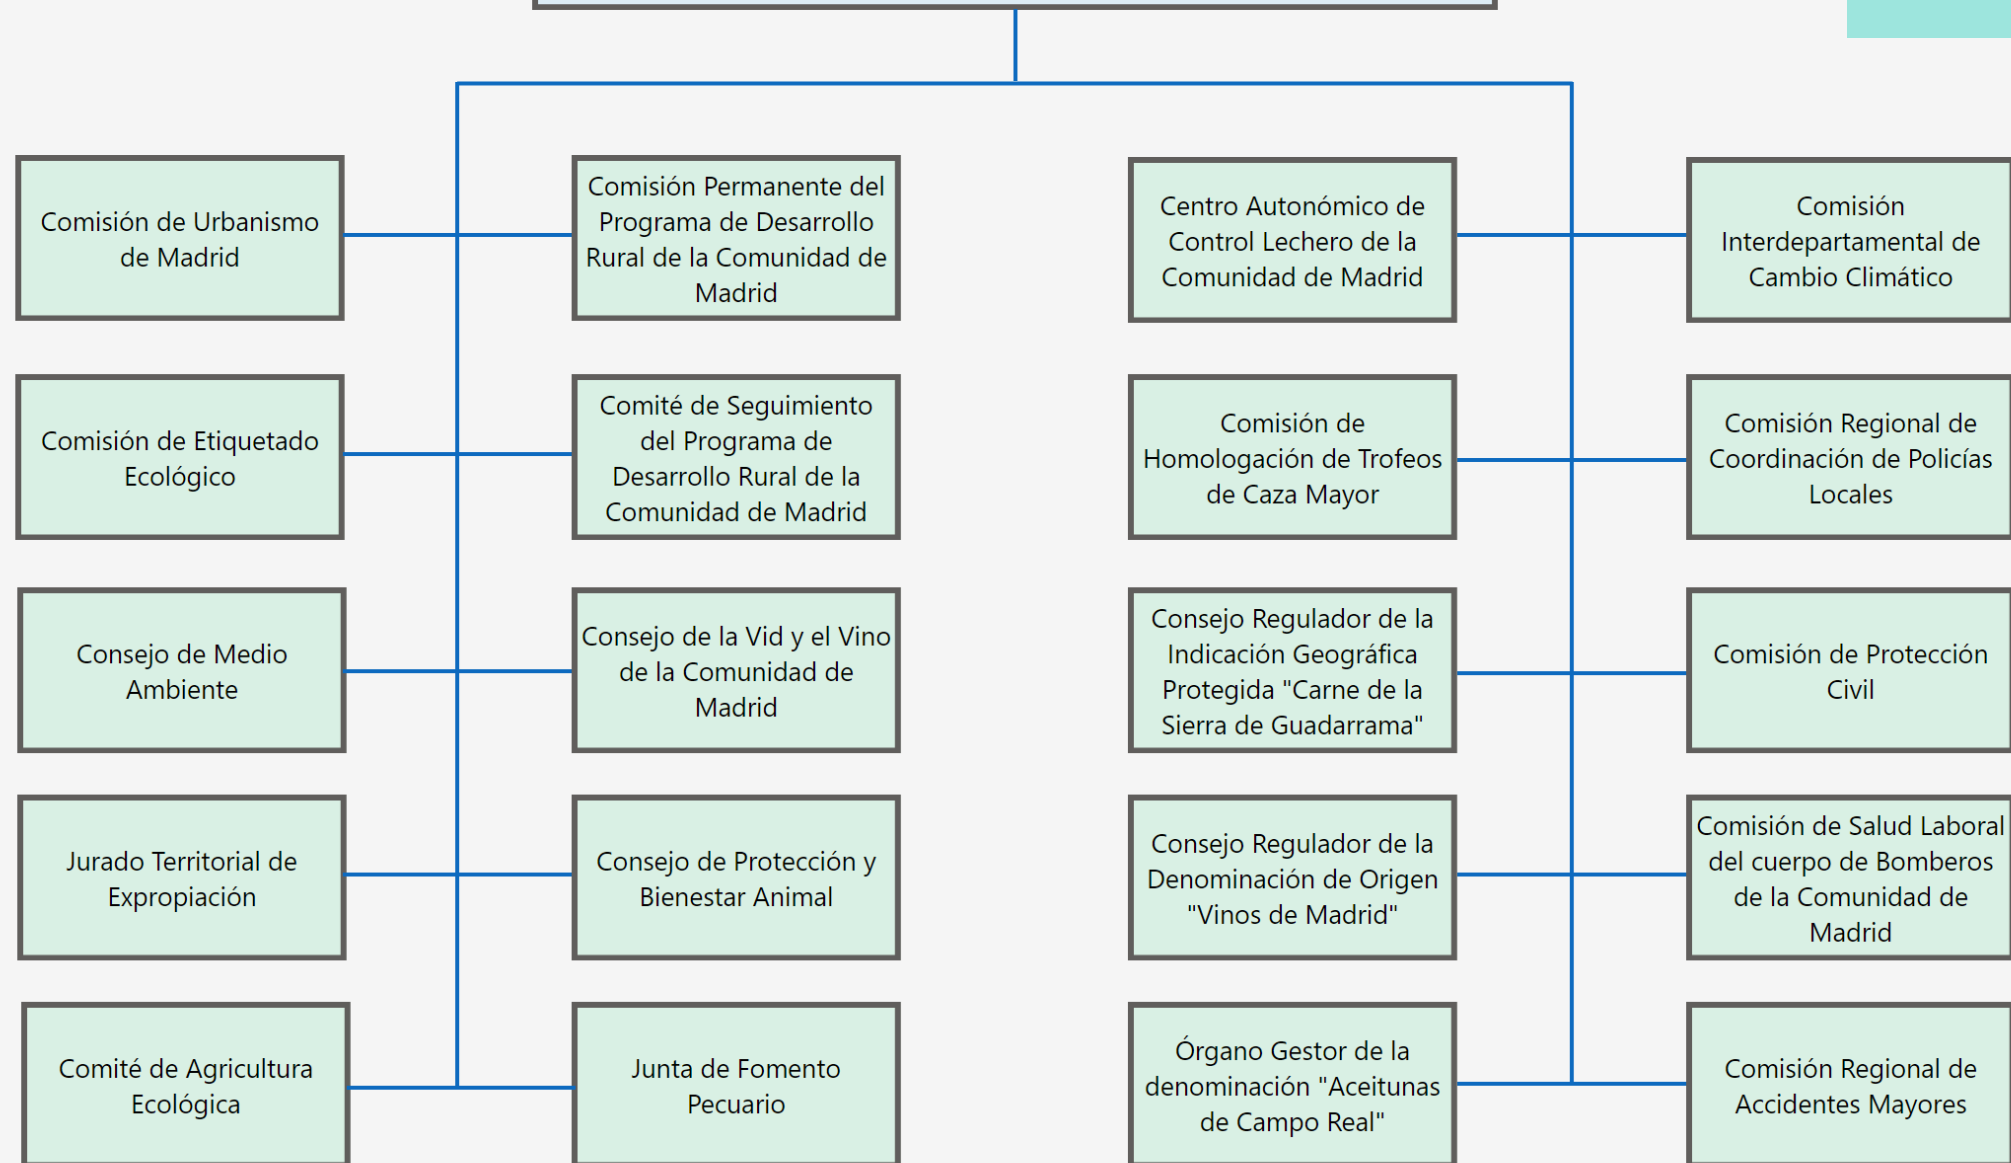 Comisión de Urbanismo
de Madrid
Comisión Permanente del
Programa de Desarrollo
Rural de la Comunidad de
Madrid
Centro Autonómico de
Control Lechero de la
Comunidad de Madrid
Comisión
Interdepartamental de
Cambio Climático
Comisión de Etiquetado
Ecológico
Comité de Seguimiento
del Programa de
Desarrollo Rural de la
Comunidad de Madrid
Comisión de
Homologación de Trofeos
de Caza Mayor
Comisión Regional de
Coordinación de Policías
Locales
Consejo de Medio
Ambiente
Consejo de la Vid y el Vino
de la Comunidad de
Madrid
Consejo Regulador de la
Indicación Geográfica
Protegida "Carne de la
Sierra de Guadarrama"
Comisión de Protección
Civil
Jurado Territorial de
Expropiación
Consejo de Protección y
Bienestar Animal
Consejo Regulador de la
Denominación de Origen
"Vinos de Madrid"
Comisión de Salud Laboral
del cuerpo de Bomberos
de la Comunidad de
Madrid
Comité de Agricultura
Ecológica
Junta de Fomento
Pecuario
Órgano Gestor de la
denominación "Aceitunas
de Campo Real"
Comisión Regional de
Accidentes Mayores